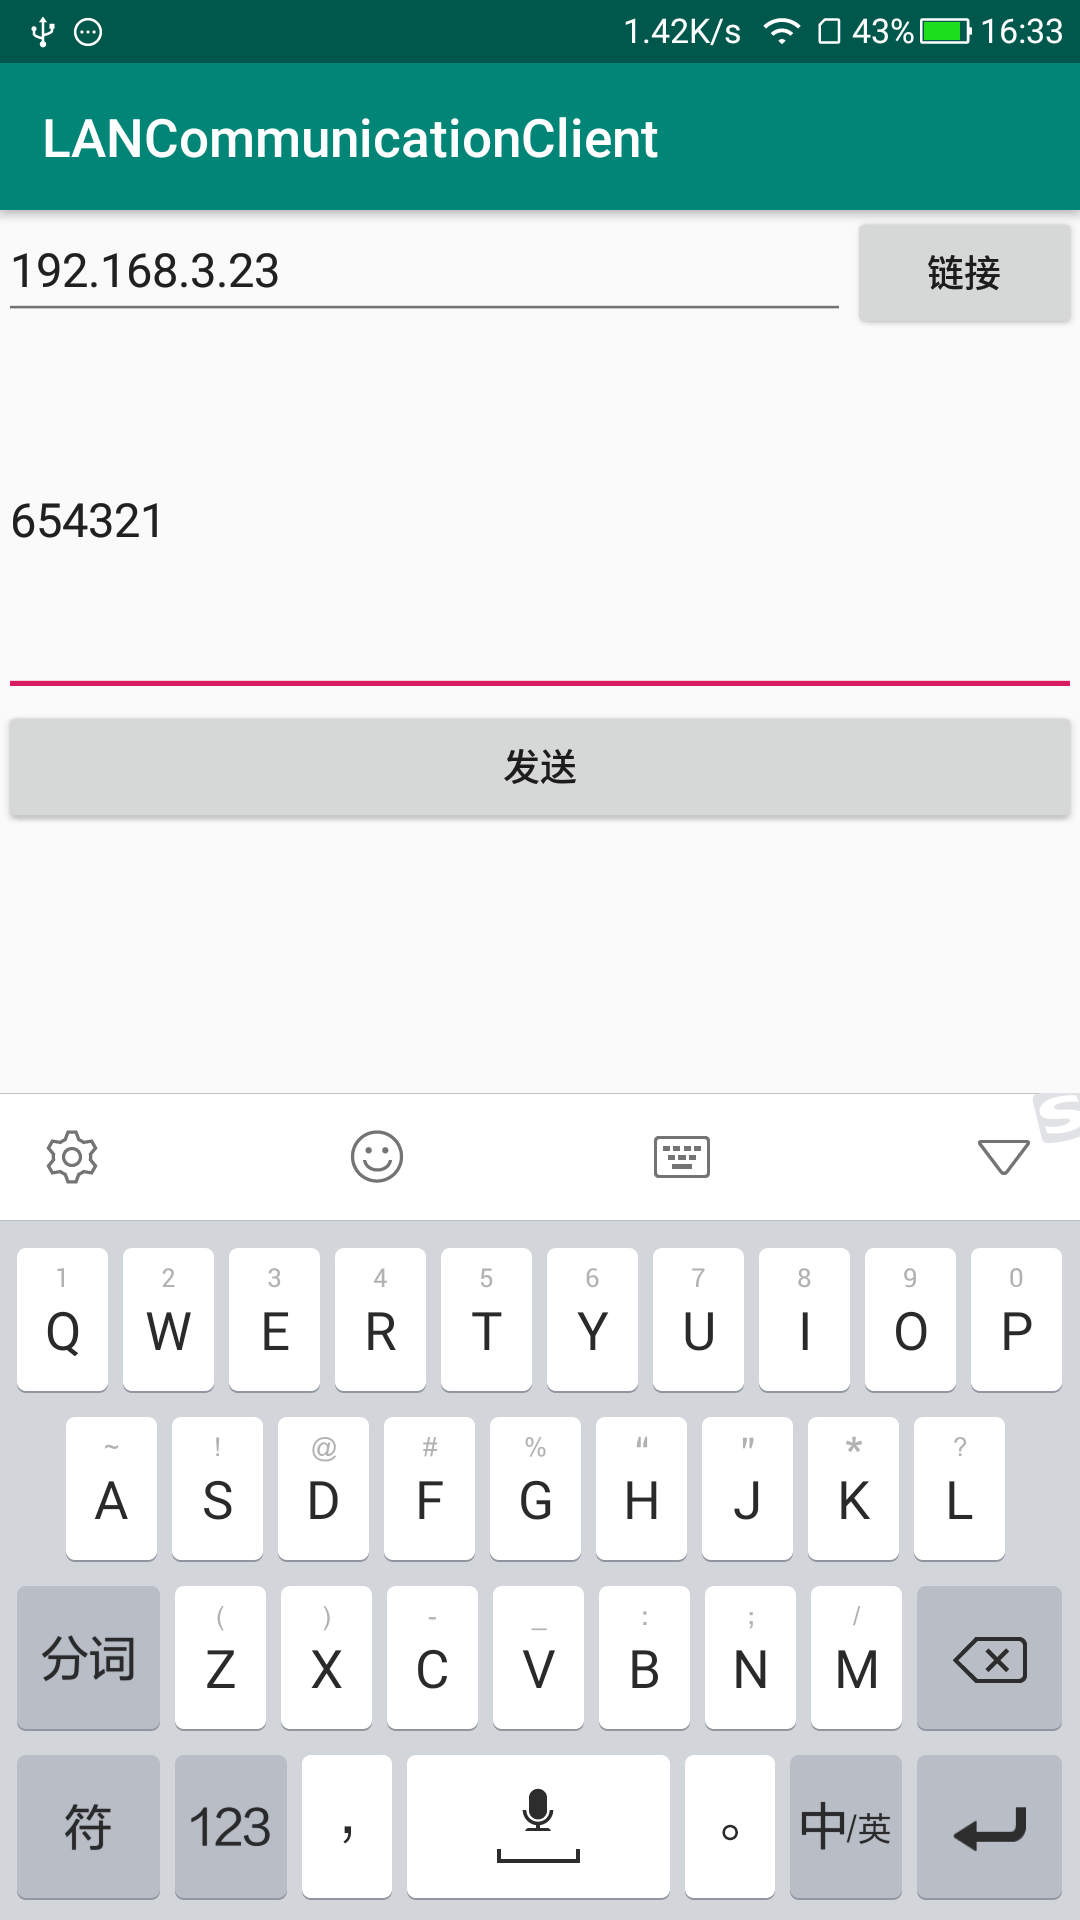 1.42K/s 43% 16:33
LANCommunicationClient
192.168.3.23 链接
654321
发送
S
1 2 3 4 5 6 7 8 9 0
Q W E R T Y U I O P
~ ! @ # % “ " * ?
A S D F G H J K L
( ) - _ : ; /
分词 Z X C V B N M
符 123 , 。 中/英